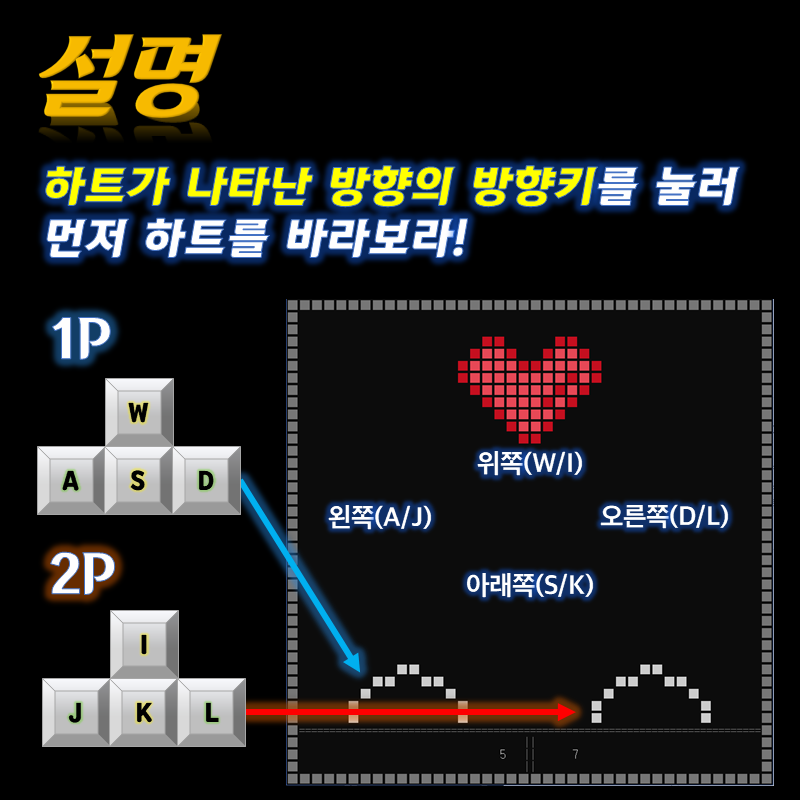 설명
하트가 나타난 방향의 방향키를 눌러
먼저 하트를 바라보라!
1P
W
A S D
2P
I
J K L
위쪽(W/I)
왼쪽(A/J)
오른쪽(D/L)
아래쪽(S/K)
5 7